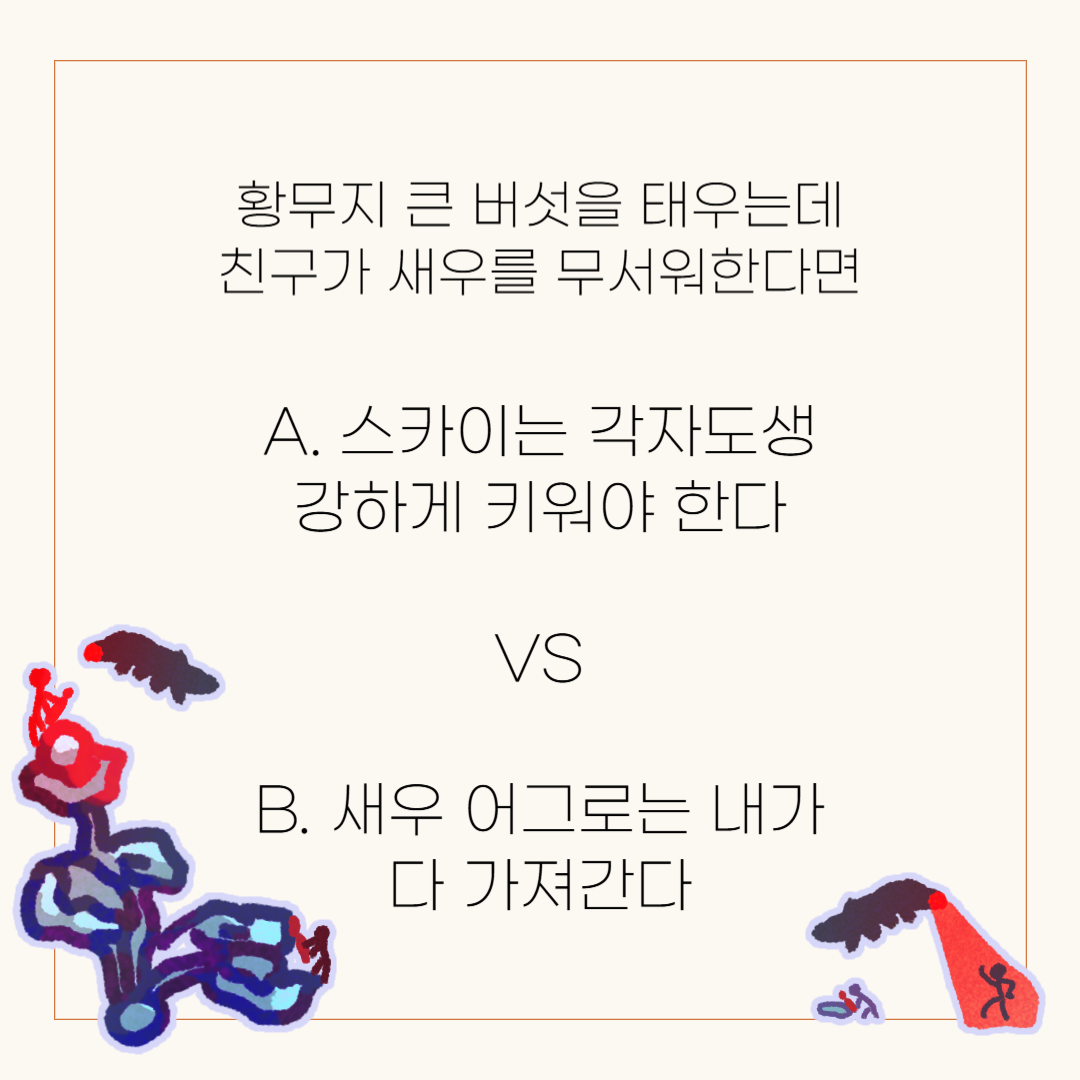 황무지 큰 버섯을 태우는데
친구가 새우를 무서워한다면
A. 스카이는 각자도생
강하게 키워야 한다
VS
B. 새우 어그로는 내가
다 가져간다